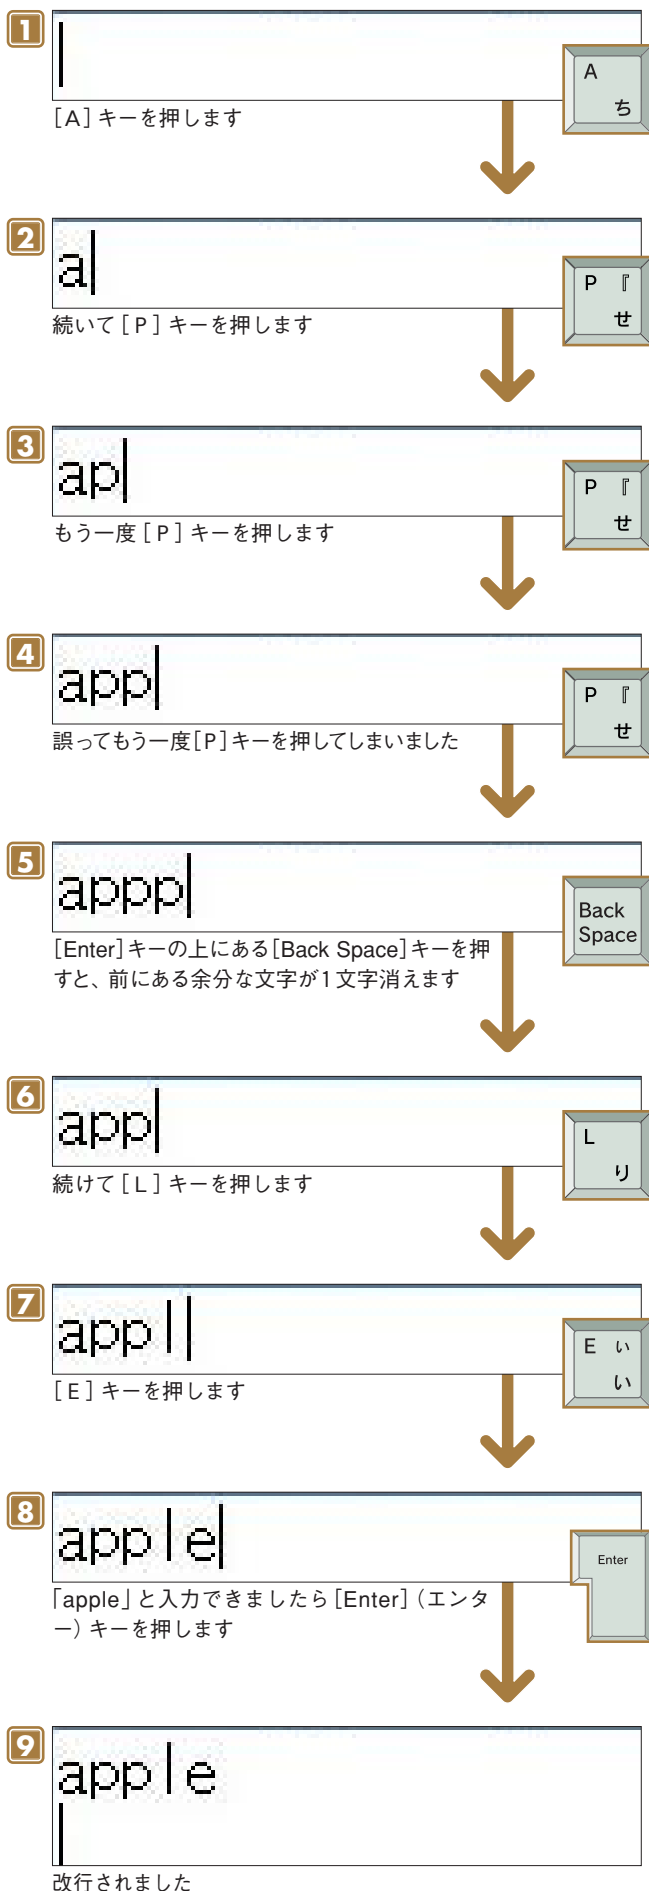 1
A
ち
［A］キーを押します
2
a
P 『
せ
続いて［P］キーを押します
3
ap
P 『
せ
もう一度［P］キーを押します
4
app
P 『
せ
誤ってもう一度［P］キーを押してしまいました
5
appp
Back
Space
［Enter］キーの上にある［Back Space］キーを押
すと、前にある余分な文字が1文字消えます
6
app
L
り
続けて［L］キーを押します
7
appl
E ぃ
い
［E］キーを押します
8
apple
Enter
「apple」と入力できましたら［Enter］（エンタ
ー）キーを押します
9
apple
改行されました